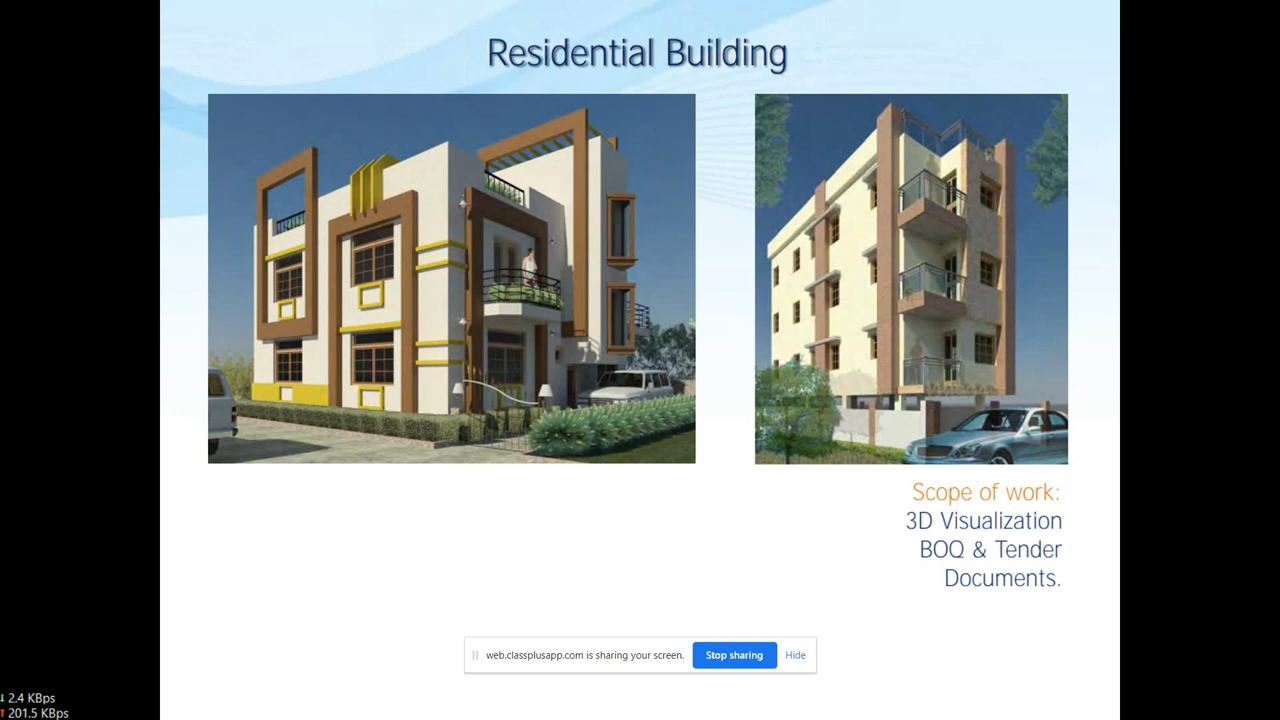 Residential Building
Scope of work:
3D Visualization
BOQ & Tender
Documents.
web.classplusapp.com is sharing your screen. Stop sharing Hide
↓ 2.4 KBps
↑ 201.5 KBps